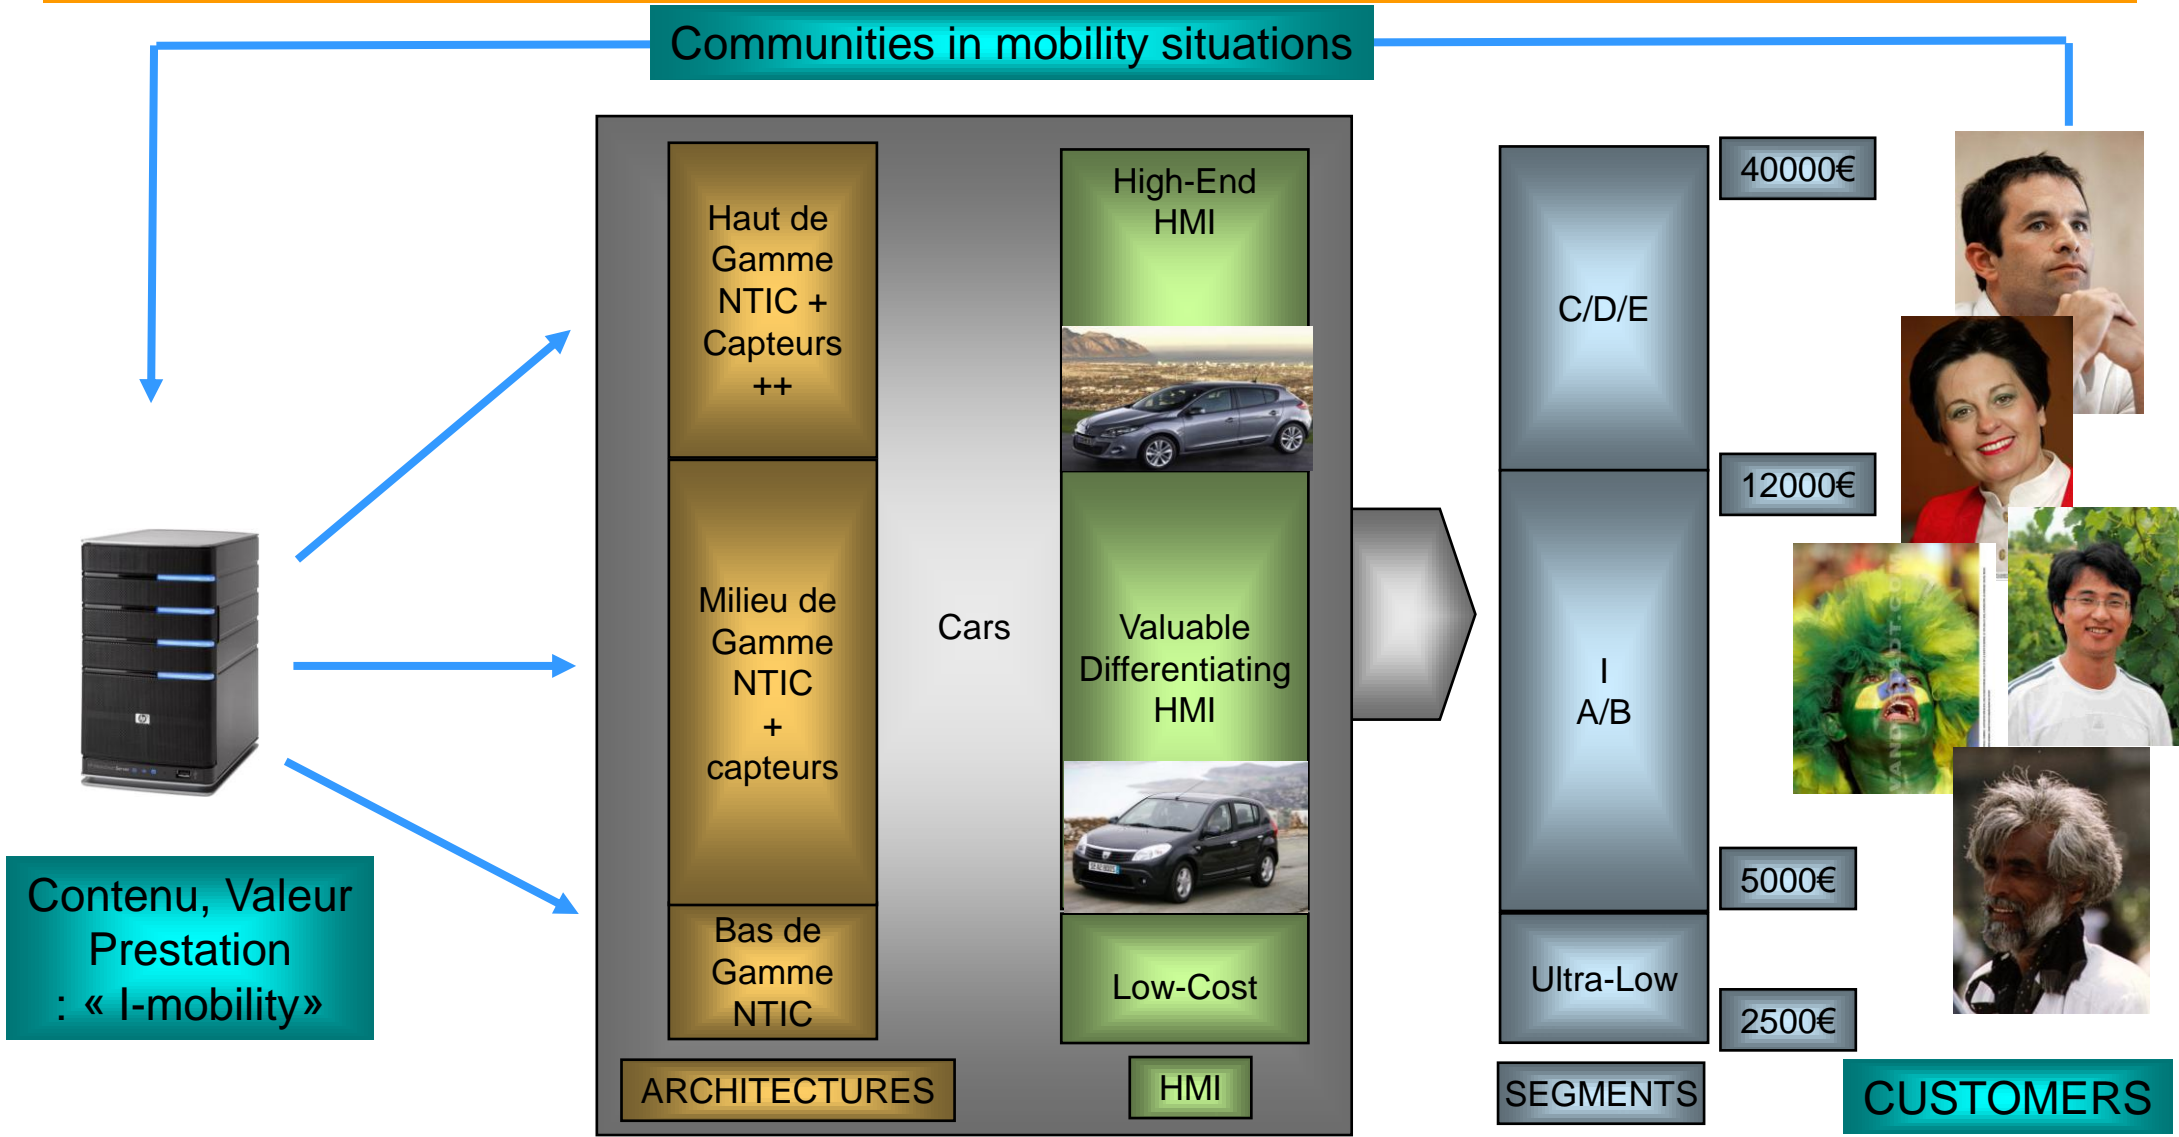 Communities in mobility situations
Haut de
Gamme
NTIC +
Capteurs
++
Milieu de
Gamme
NTIC
+
capteurs
Bas de
Gamme
NTIC
ARCHITECTURES
Cars
High-End
HMI
Valuable
Differentiating
HMI
Low-Cost
HMI
C/D/E
I
A/B
Ultra-Low
SEGMENTS
40000€
12000€
5000€
2500€
CUSTOMERS
Contenu, Valeur
Prestation
: « I-mobility»